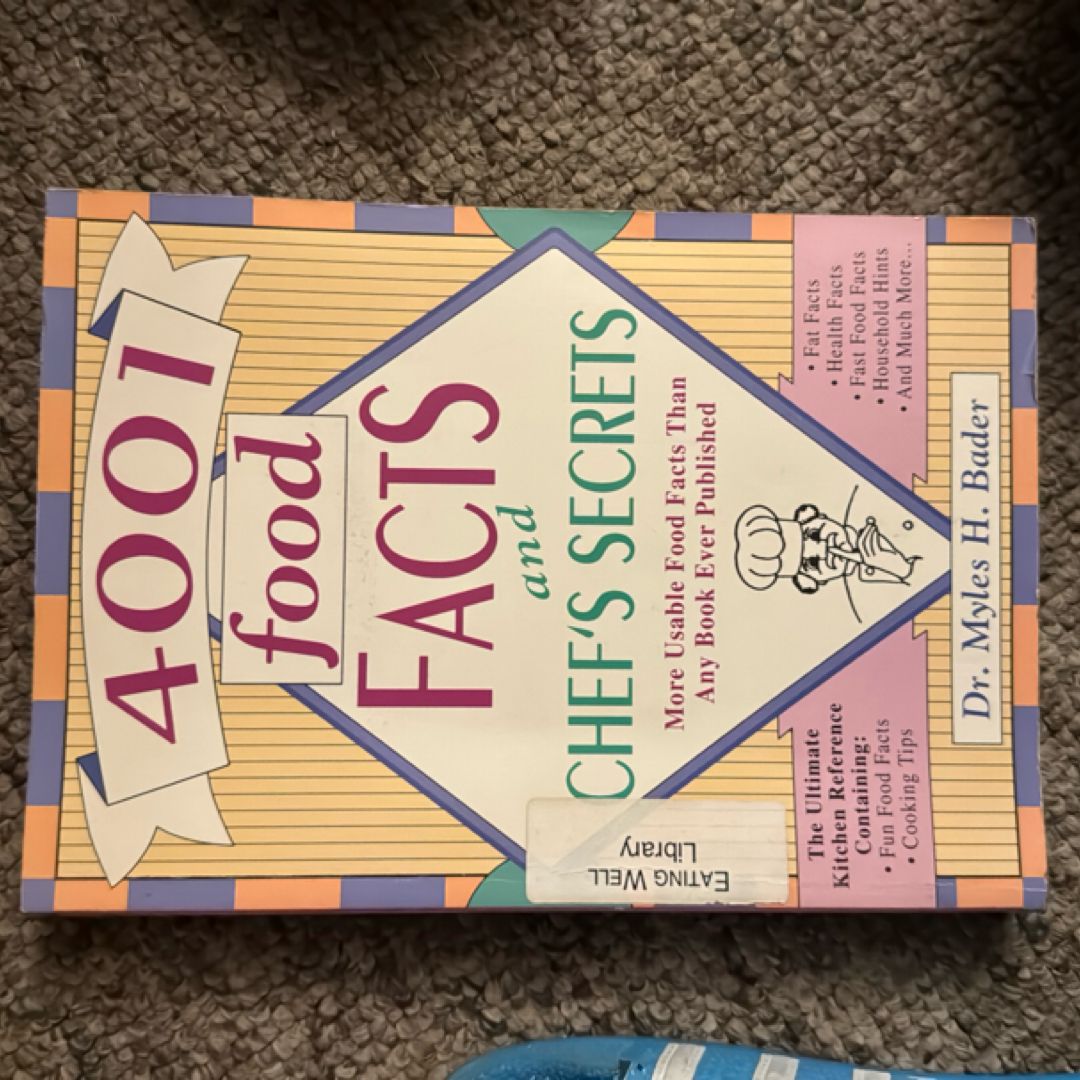 4001
food
FACTS
and
CHEF'S SECRETS
More Usable Food Facts Than
Any Book Ever Published
The Ultimate
Kitchen Reference
Containing:
• Fun Food Facts
• Cooking Tips
• Fat Facts
• Health Facts
• Fast Food Facts
• Household Hints
• And Much More...
Dr. Myles H. Bader
EATING WELL
Library